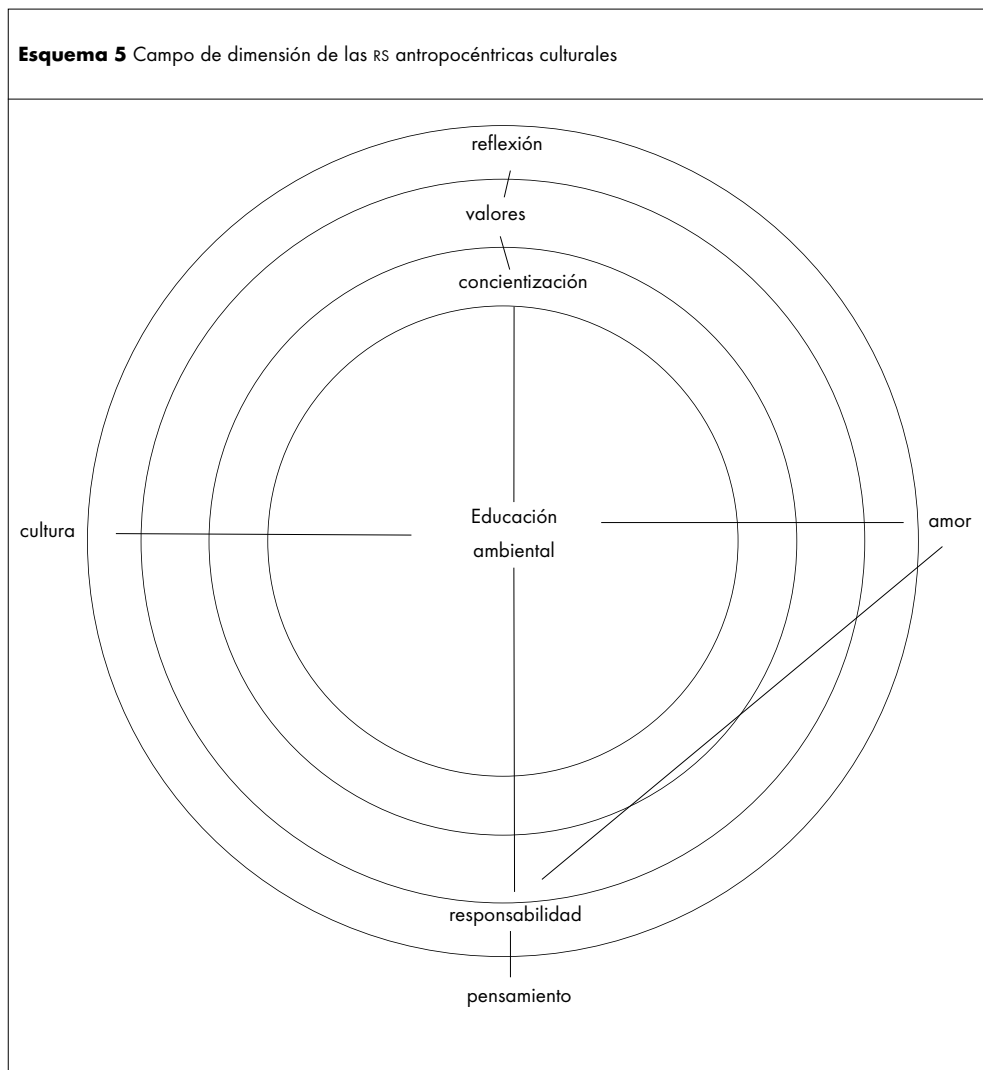 Esquema 5 Campo de dimensión de las RS antropocéntricas culturales
reflexión
valores
concientización
Educación
ambiental
cultura
amor
responsabilidad
pensamiento